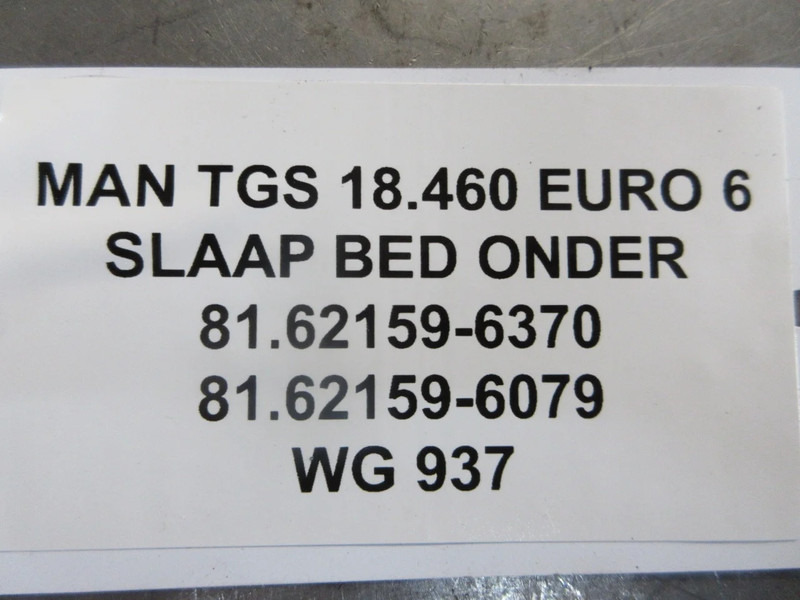 MAN TGS 18.460 EURO 6
SLAAP BED ONDER
81.62159-6370
81.62159-6079
WG 937